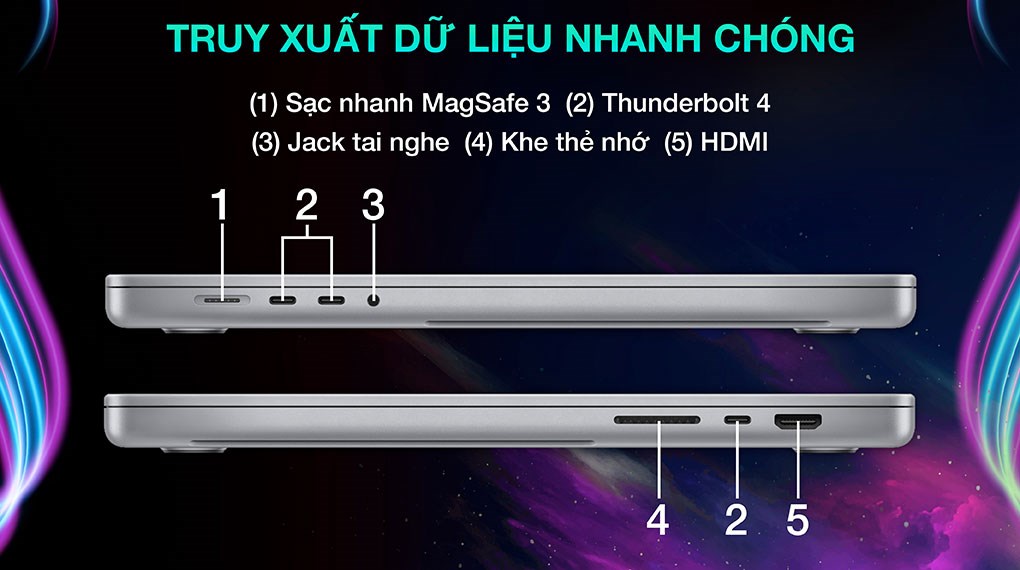 TRUY XUẤT DỮ LIỆU NHANH CHÓNG
(1) Sạc nhanh MagSafe 3 (2) Thunderbolt 4
(3) Jack tai nghe (4) Khe thẻ nhớ (5) HDMI
1 2 3
4 2 5